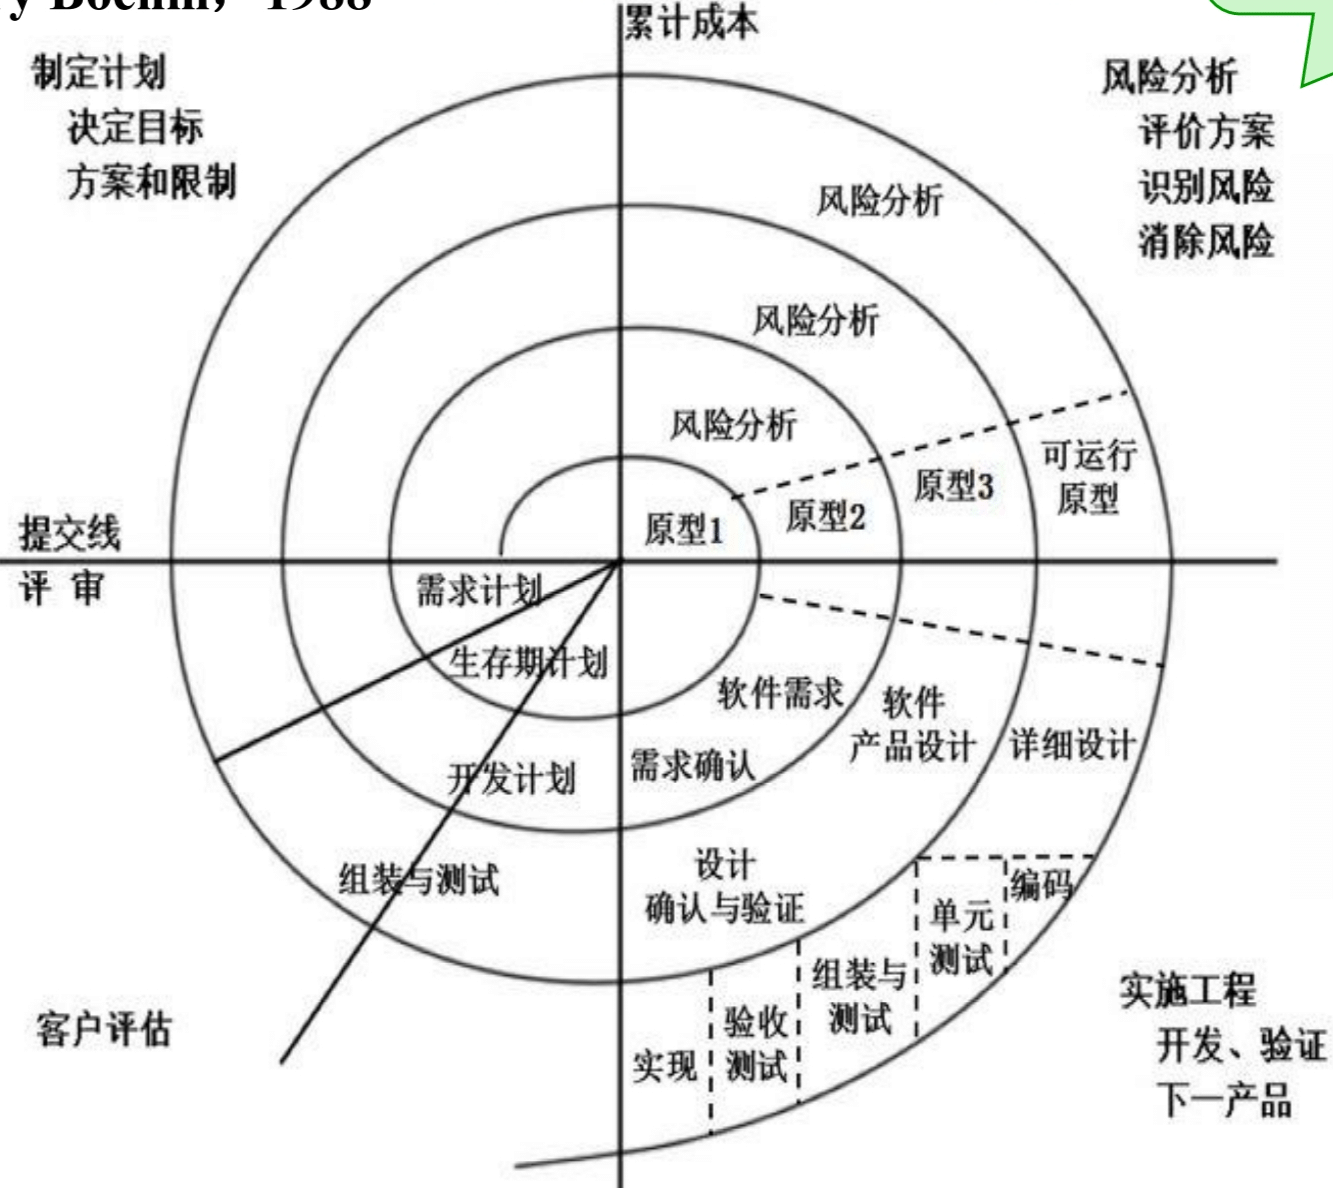 1988
累计成本
制定计划
决定目标
方案和限制
风险分析
评价方案
识别风险
消除风险
风险分析
风险分析
风险分析
原型1
原型2
原型3
可运行
原型
提交线
评 审
需求计划
生存期计划
开发计划
组装与测试
软件需求
需求确认
软件
产品设计
详细设计
设计
确认与验证
编码
单元
测试
组装与
测试
验收
测试
实现
客户评估
实施工程
开发、验证
下一产品